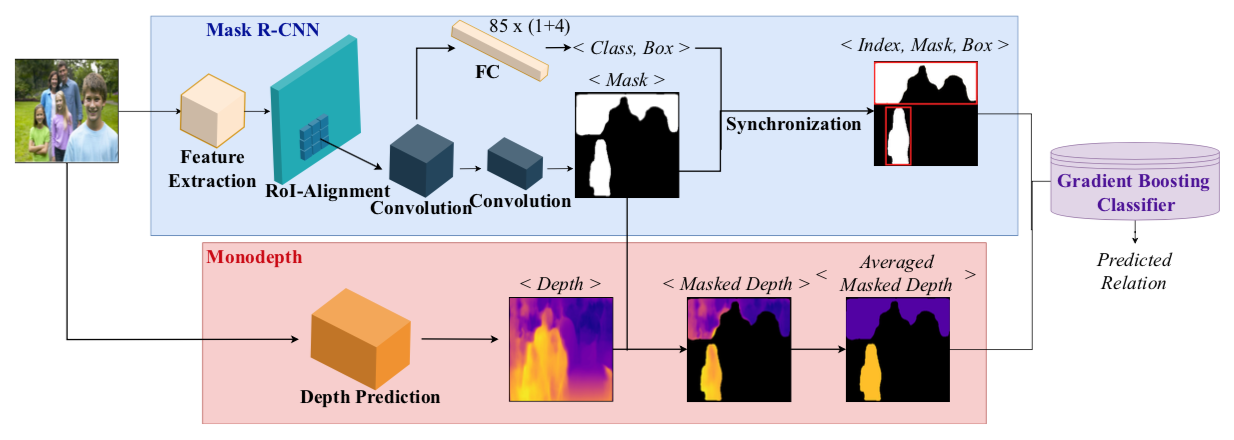 Mask R-CNN
85 x (1+4)
< Class, Box >
FC
< Mask >
< Index, Mask, Box >
Synchronization
Feature
Extraction
RoI-Alignment
Convolution
Convolution
Gradient Boosting
Classifier
Predicted
Relation
Monodepth
Depth Prediction
< Depth >
< Masked Depth >
< Averaged
Masked Depth >